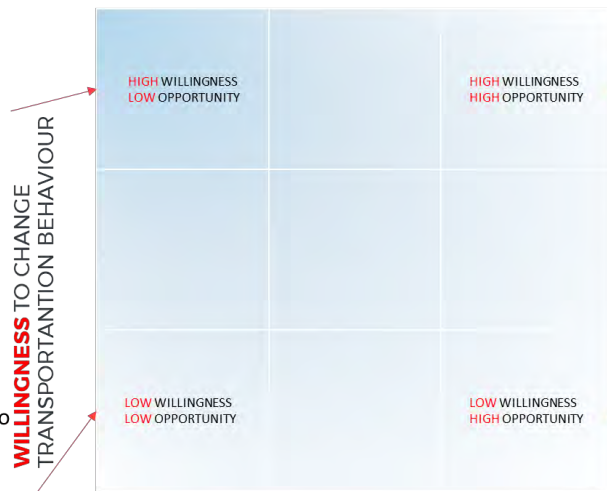 HIGH WILLINGNESS
LOW OPPORTUNITY
HIGH WILLINGNESS
HIGH OPPORTUNITY
WILLINGNESS TO CHANGE
TRANSPORTANTION BEHAVIOUR
LOW WILLINGNESS
LOW OPPORTUNITY
LOW WILLINGNESS
HIGH OPPORTUNITY